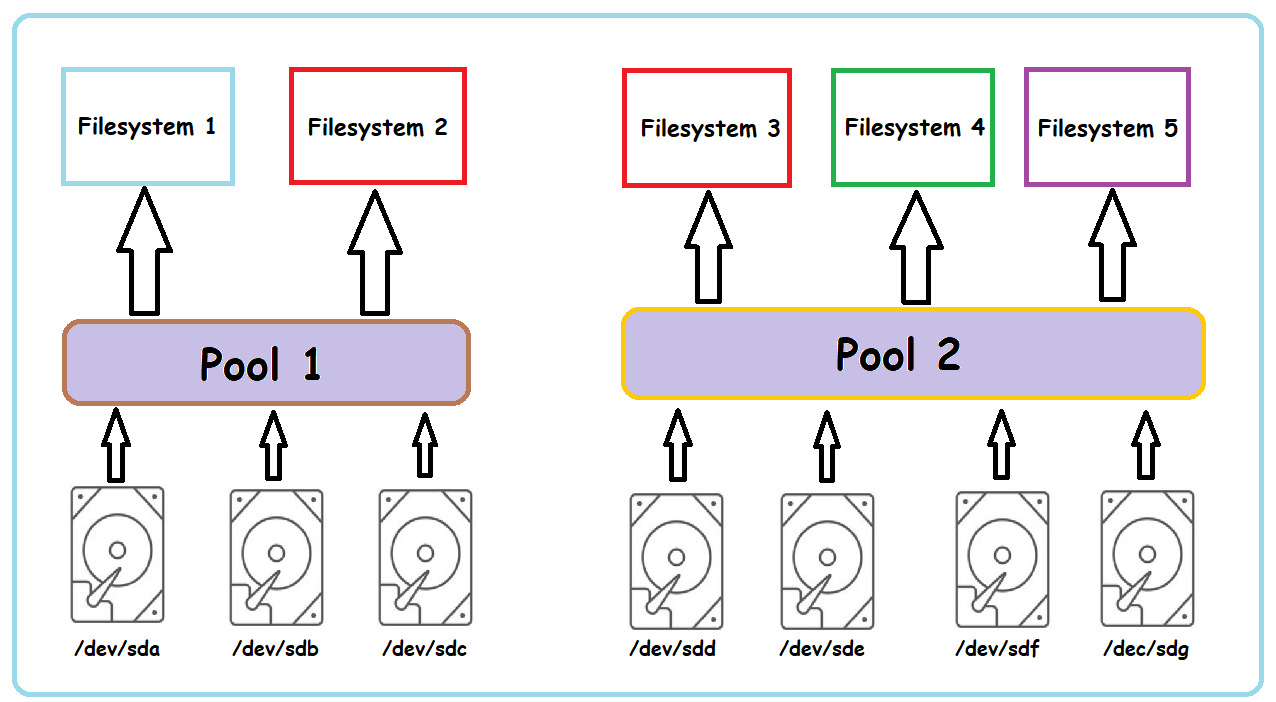 Filesystem 1
Filesystem 2
Filesystem 3
Filesystem 4
Filesystem 5
Pool 1
Pool 2
/dev/sda
/dev/sdb
/dev/sdc
/dev/sdd
/dev/sde
/dev/sdf
/dec/sdg